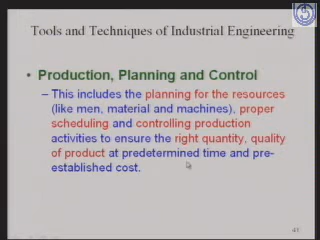 Tools and Techniques of Industrial Engineering
• Production, Planning and Control
– This includes the planning for the resources
(like men, material and machines), proper
scheduling and controlling production
activities to ensure the right quantity, quality
of product at predetermined time and pre-
established cost.